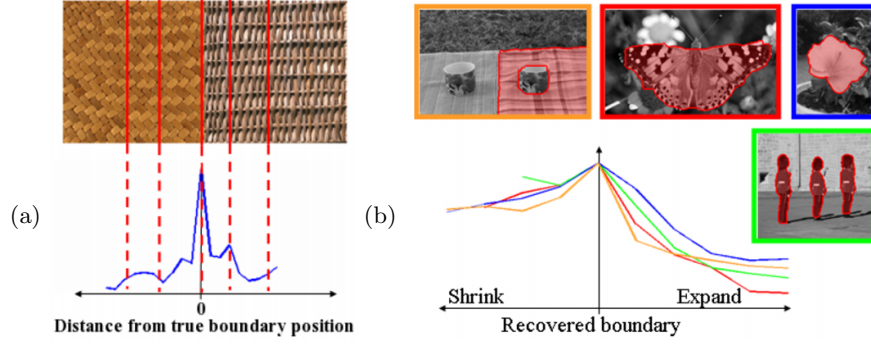 (a)
0
Distance from true boundary position
(b)
Shrink
Expand
Recovered boundary